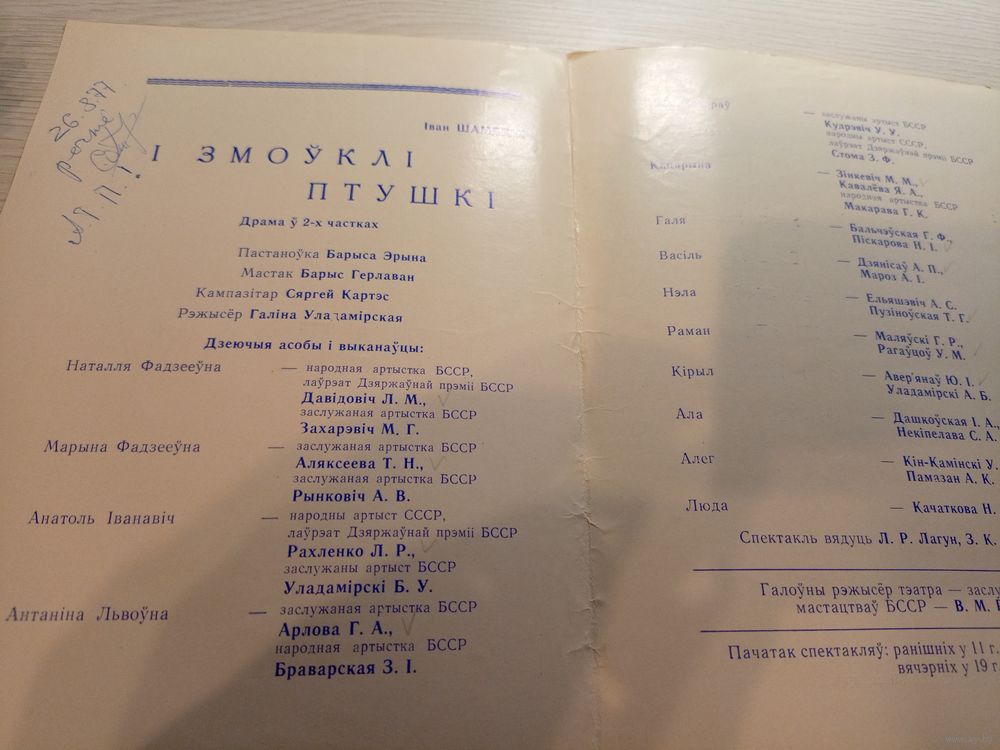 26.8.77
Іван
І ЗМОЎКЛІ
ПТУШКІ
Драма ў 2-х частках
Пастаноўка Барыса Эрына
Мастак Барыс Герлаван
Кампазітар Сяргей Картэс
Рэжысёр Галіна Уладамірская
Дзеючыя асобы і выканаўцы:
Наталля Фадзееўна — народная артыстка БССР,
лаўрэат Дзяржаўнай прэміі БССР
Давідовіч Л. М.,
заслужаная артыстка БССР
Захарэвіч М. Г.
Марына Фадзееўна — заслужаная артыстка БССР
Аляксеева Т. Н.,
заслужаная артыстка БССР
Рынковіч А. В.
Анатоль Іванавіч — народны артыст СССР,
лаўрэат Дзяржаўнай прэміі БССР
Рахленко Л. Р.,
заслужаны артыст БССР
Уладамірскі Б. У.
Антаніна Львоўна — заслужаная артыстка БССР
Арлова Г. А.,
народная артыстка БССР
Браварская З. І.
— заслужаны артыст БССР
Кудрэвіч У. У.
народны артыст СССР,
лаўрэат Дзяржаўнай прэміі БССР
Стома З. Ф.
— Зінкевіч М. М.,
Кавалёва Я. А.,
народная артыстка БССР
Макарава Г. К.
Галя — Бальчэўская Г. Ф.,
Піскарова Н. І.
Васіль — Дзянісаў А. П.,
Мароз А. І.
Нэла — Ельяшэвіч А. С.
Пузіноўская Т. Г.
Раман — Маляўскі Г. Р.,
Рагаўцоў У. М.
Кірыл — Авер'янаў Ю. І.
Уладамірскі А. Б.
Ала — Дашкоўская І. А.,
Некіпелава С. А.
Алег — Кін-Камінскі У.
Памазан А. К.
Люда — Качаткова Н.
Спектакль вядуць Л. Р. Лагун, З. К.
Галоўны рэжысёр тэатра — заслу
мастацтваў БССР — В. М.
Пачатак спектакляў: ранішніх у 11 г.
вячэрніх у 19 г.